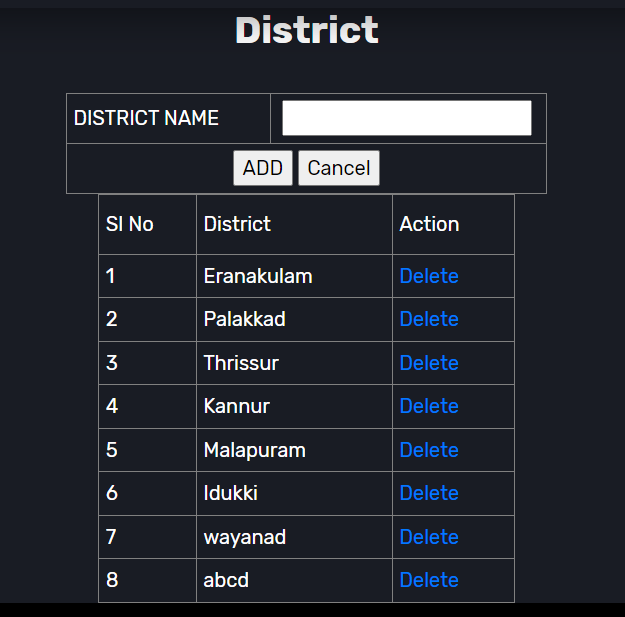 District
DISTRICT NAME
ADD Cancel
Sl No District Action
1 Eranakulam Delete
2 Palakkad Delete
3 Thrissur Delete
4 Kannur Delete
5 Malapuram Delete
6 Idukki Delete
7 wayanad Delete
8 abcd Delete